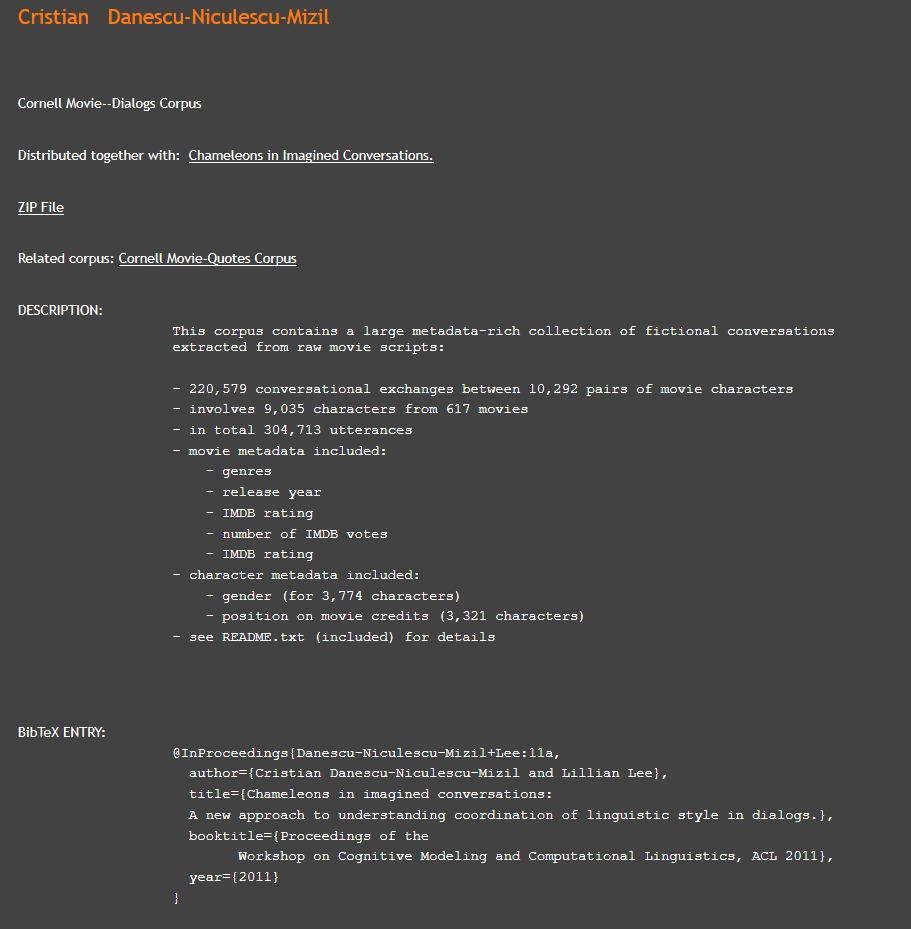 Cristian Danescu-Niculescu-Mizil
Cornell Movie--Dialogs Corpus
Distributed together with: Chameleons in Imagined Conversations.
ZIP File
Related corpus: Cornell Movie-Quotes Corpus
DESCRIPTION:
This corpus contains a large metadata-rich collection of fictional conversations
extracted from raw movie scripts:
- 220,579 conversational exchanges between 10,292 pairs of movie characters
- involves 9,035 characters from 617 movies
- in total 304,713 utterances
- movie metadata included:
- genres
- release year
- IMDB rating
- number of IMDB votes
- IMDB rating
- character metadata included:
- gender (for 3,774 characters)
- position on movie credits (3,321 characters)
- see README.txt (included) for details
BibTeX ENTRY:
@InProceedings{Danescu-Niculescu-Mizil+Lee:11a,
author={Cristian Danescu-Niculescu-Mizil and Lillian Lee},
title={Chameleons in imagined conversations:
A new approach to understanding coordination of linguistic style in dialogs.},
booktitle={Proceedings of the
Workshop on Cognitive Modeling and Computational Linguistics, ACL 2011},
year={2011}
}